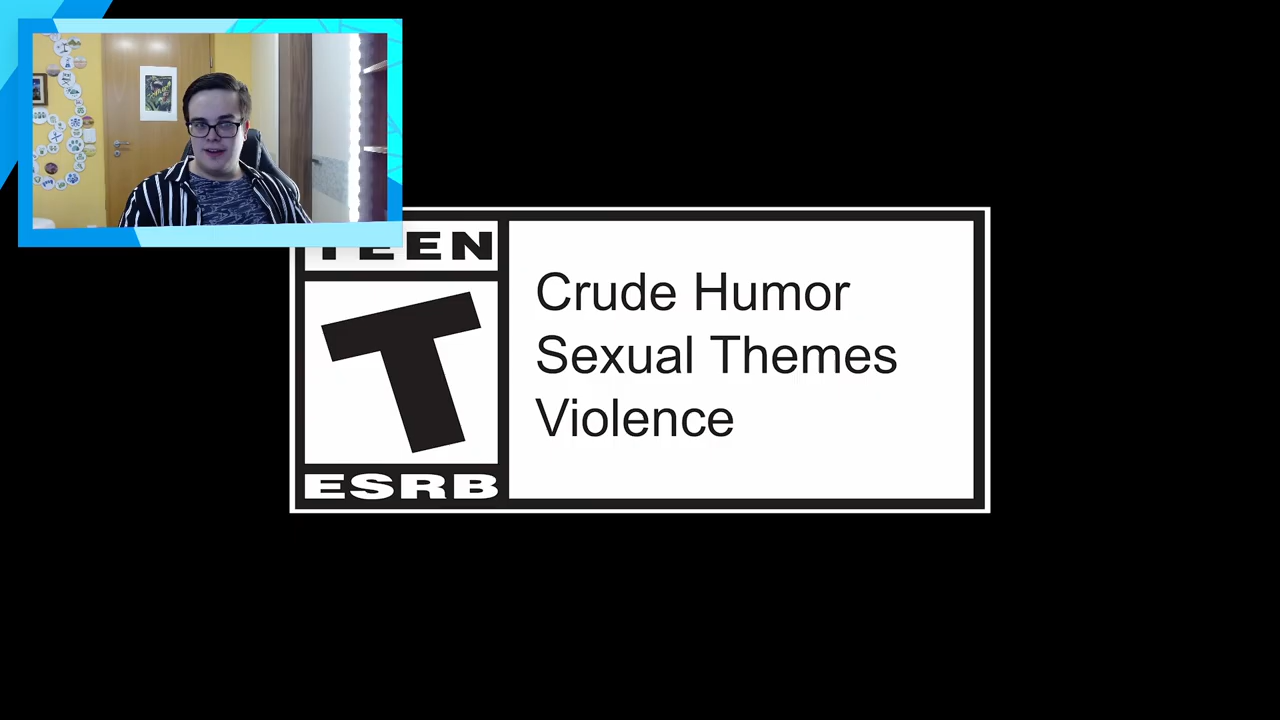 TEEN
T
ESRB
Crude Humor
Sexual Themes
Violence